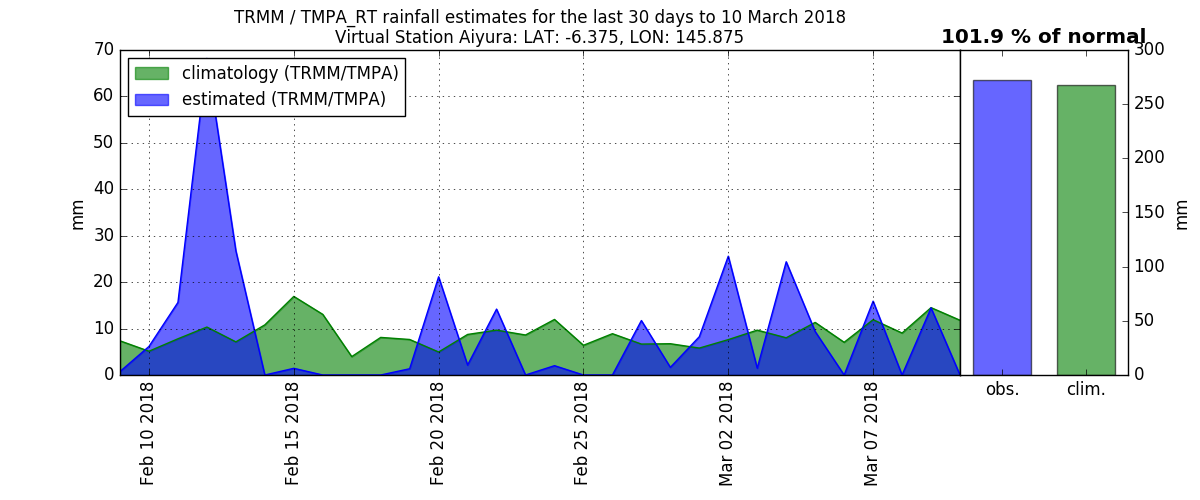 TRMM / TMPA_RT rainfall estimates for the last 30 days to 10 March 2018
Virtual Station Aiyura: LAT: -6.375, LON: 145.875
101.9 % of normal
climatology (TRMM/TMPA)
estimated (TRMM/TMPA)
70
60
50
40
30
20
10
0
mm
Feb 10 2018
Feb 15 2018
Feb 20 2018
Feb 25 2018
Mar 02 2018
Mar 07 2018
300
250
200
150
100
50
0
mm
obs.
clim.